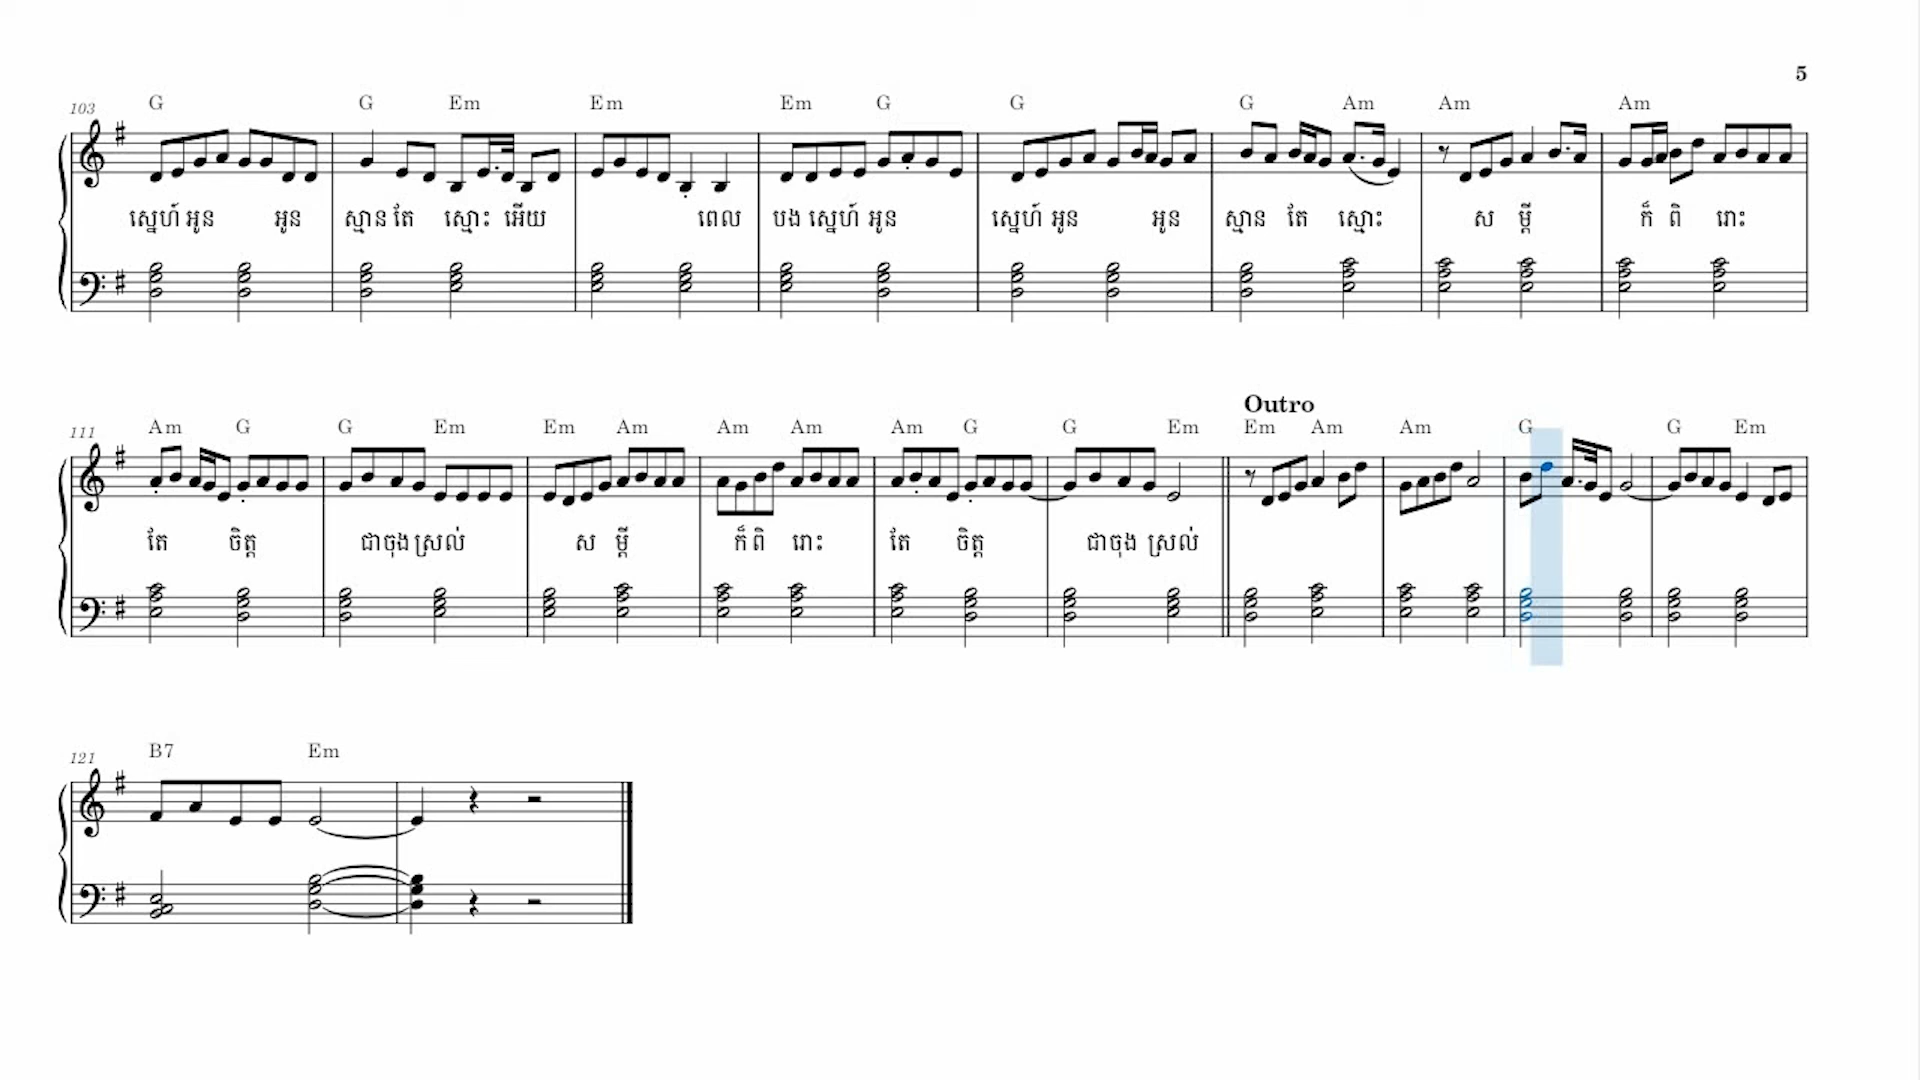 5
103 G G Em Em Em G G G Am Am Am
ស្នេហ៍ អូន អូន ស្មាន តែ ស្មោះ អើយ ពេល បង ស្នេហ៍ អូន ស្នេហ៍ អូន អូន ស្មាន តែ ស្មោះ ស ម្ដី ក៏ ពិ រោះ
Outro
111 Am G G Em Em Am Am Am Am G G Em Em Am Am G G Em
តែ ចិត្ត ជាចុង ស្រល់ ស ម្ដី ក៏ ពិ រោះ តែ ចិត្ត ជាចុង ស្រល់
121 B7 Em